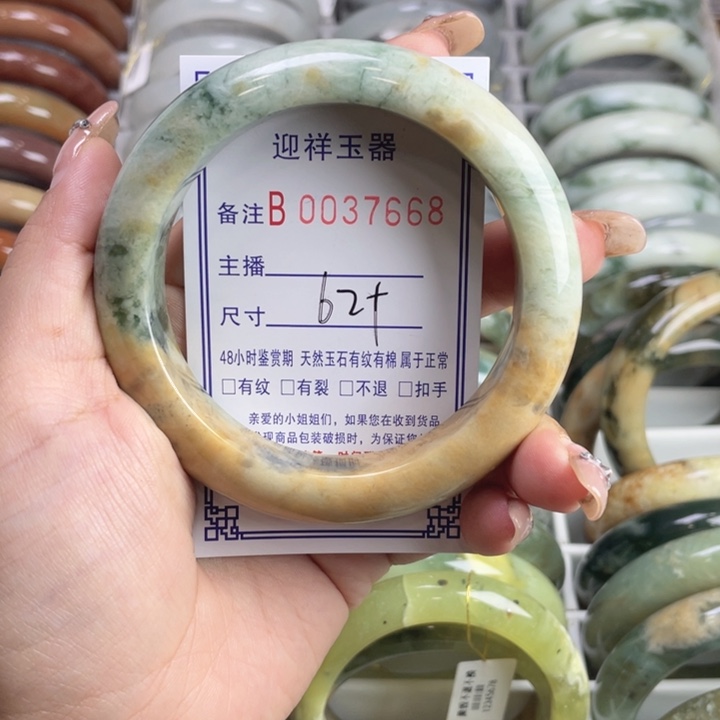 迎祥玉器
备注B 0037668
主播
尺寸 62+
48小时鉴赏期 天然玉石有纹有棉 属于正常
□有纹 □有裂 □不退 □扣手
亲爱的小姐姐们，如果您在收到货品
现商品包装破损时，为保证您